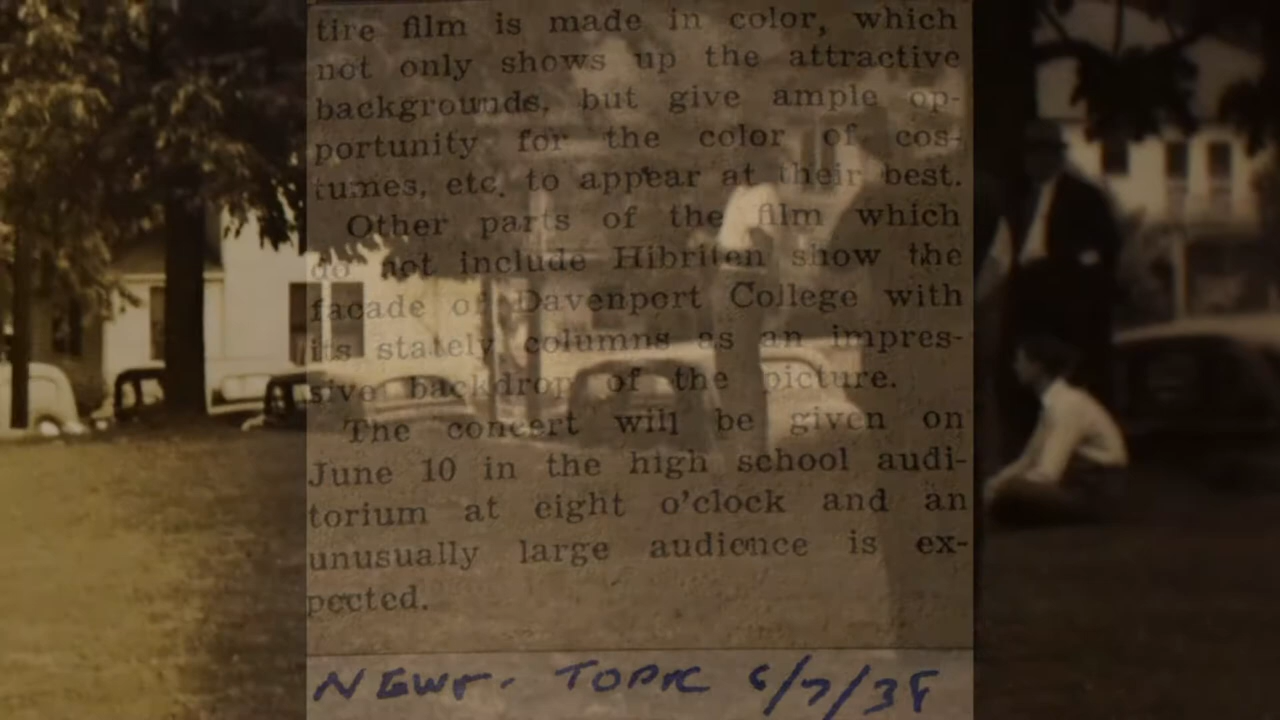 tire film is made in color, which
not only shows up the attractive
backgrounds, but give ample op-
portunity for the color of cos-
tumes, etc. to appear at their best.
Other parts of the film which
do not include Hibriten show the
facade of Davenport College with
its stately columns as an impres-
sive backdrop of the picture.
The concert will be given on
June 10 in the high school audi-
torium at eight o'clock and an
unusually large audience is ex-
pected.
NEWS-TOPIC 6/7/38